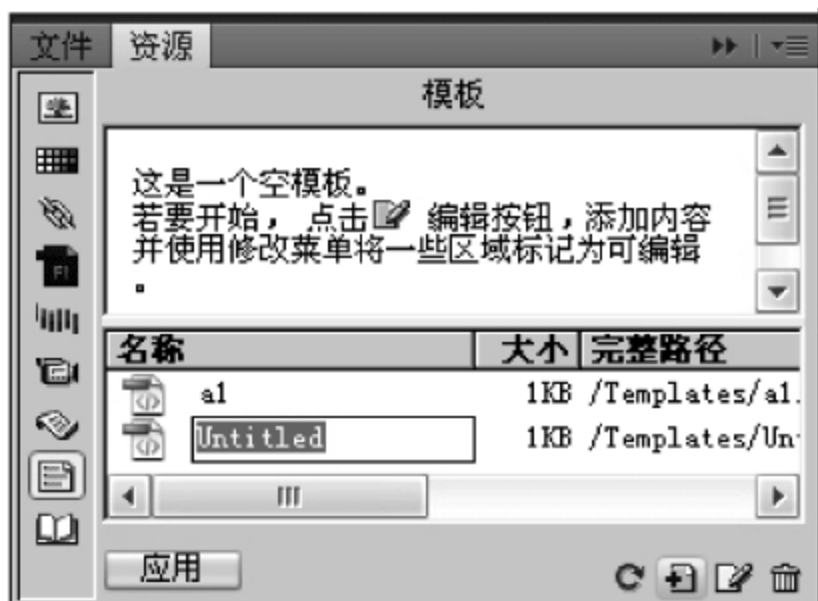 文件 资源
模板
这是一个空模板。
若要开始， 点击 编辑按钮，添加内容
并使用修改菜单将一些区域标记为可编辑
。
名称 大小 完整路径
a1 1KB /Templates/a1.
Untitled 1KB /Templates/Un
应用